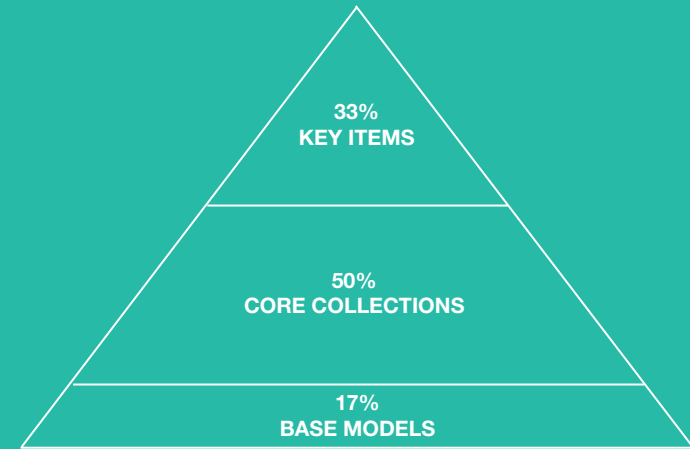 33%
KEY ITEMS
50%
CORE COLLECTIONS
17%
BASE MODELS